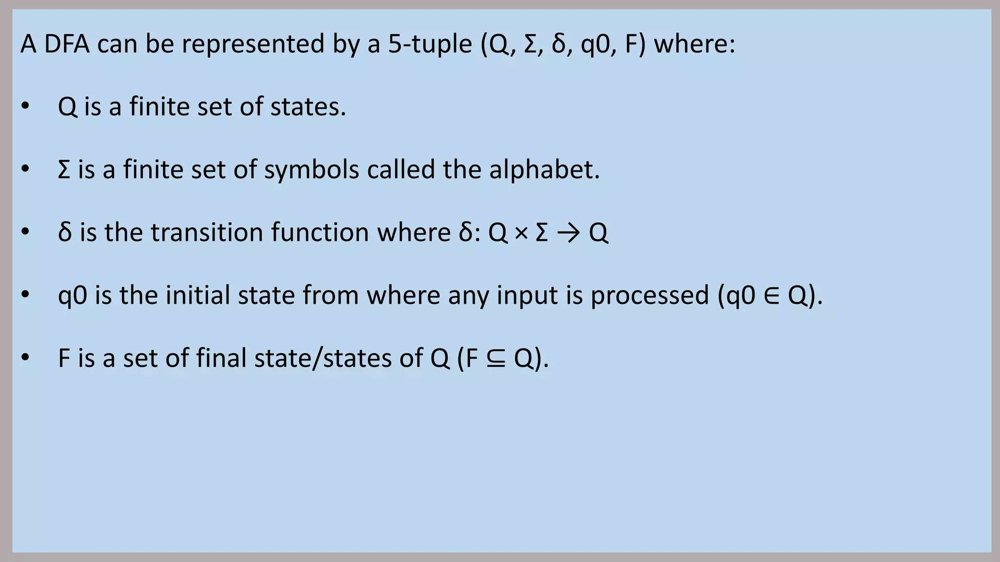 A DFA can be represented by a 5-tuple (Q, Σ, δ, q0, F) where:
• Q is a finite set of states.
• Σ is a finite set of symbols called the alphabet.
• δ is the transition function where δ: Q × Σ → Q
• q0 is the initial state from where any input is processed (q0 ∈ Q).
• F is a set of final state/states of Q (F ⊆ Q).